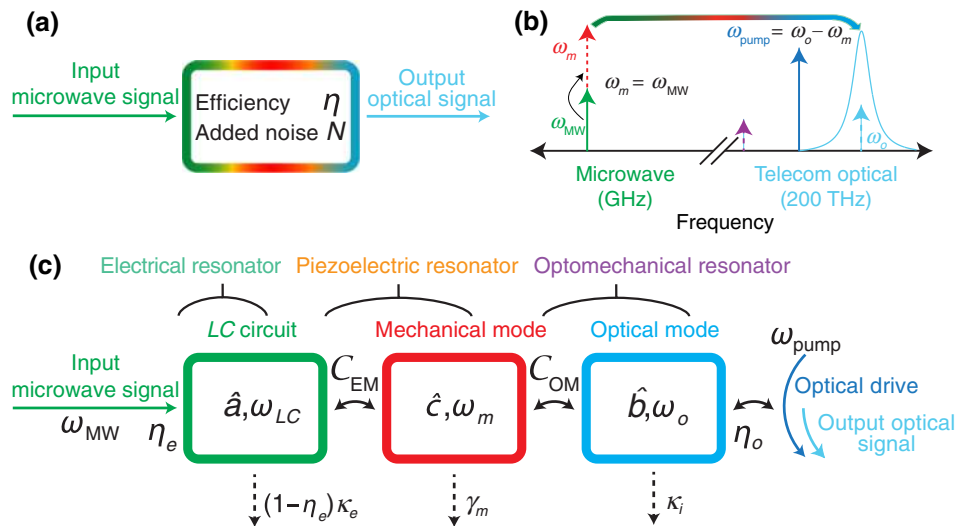 (a)
Input
microwave signal
Efficiency η
Added noise N
Output
optical signal
(b)
ω_m
ω_MW
ω_m = ω_MW
ω_pump = ω_o – ω_m
ω_o
Microwave
(GHz)
Telecom optical
(200 THz)
Frequency
(c)
Electrical resonator
Piezoelectric resonator
Optomechanical resonator
LC circuit
Mechanical mode
Optical mode
Input
microwave signal
ω_MW
η_e
â,ω_LC
C_EM
ĉ,ω_m
C_OM
b̂,ω_o
η_o
ω_pump
Optical drive
Output optical
signal
(1–η_e)κ_e
γ_m
κ_i